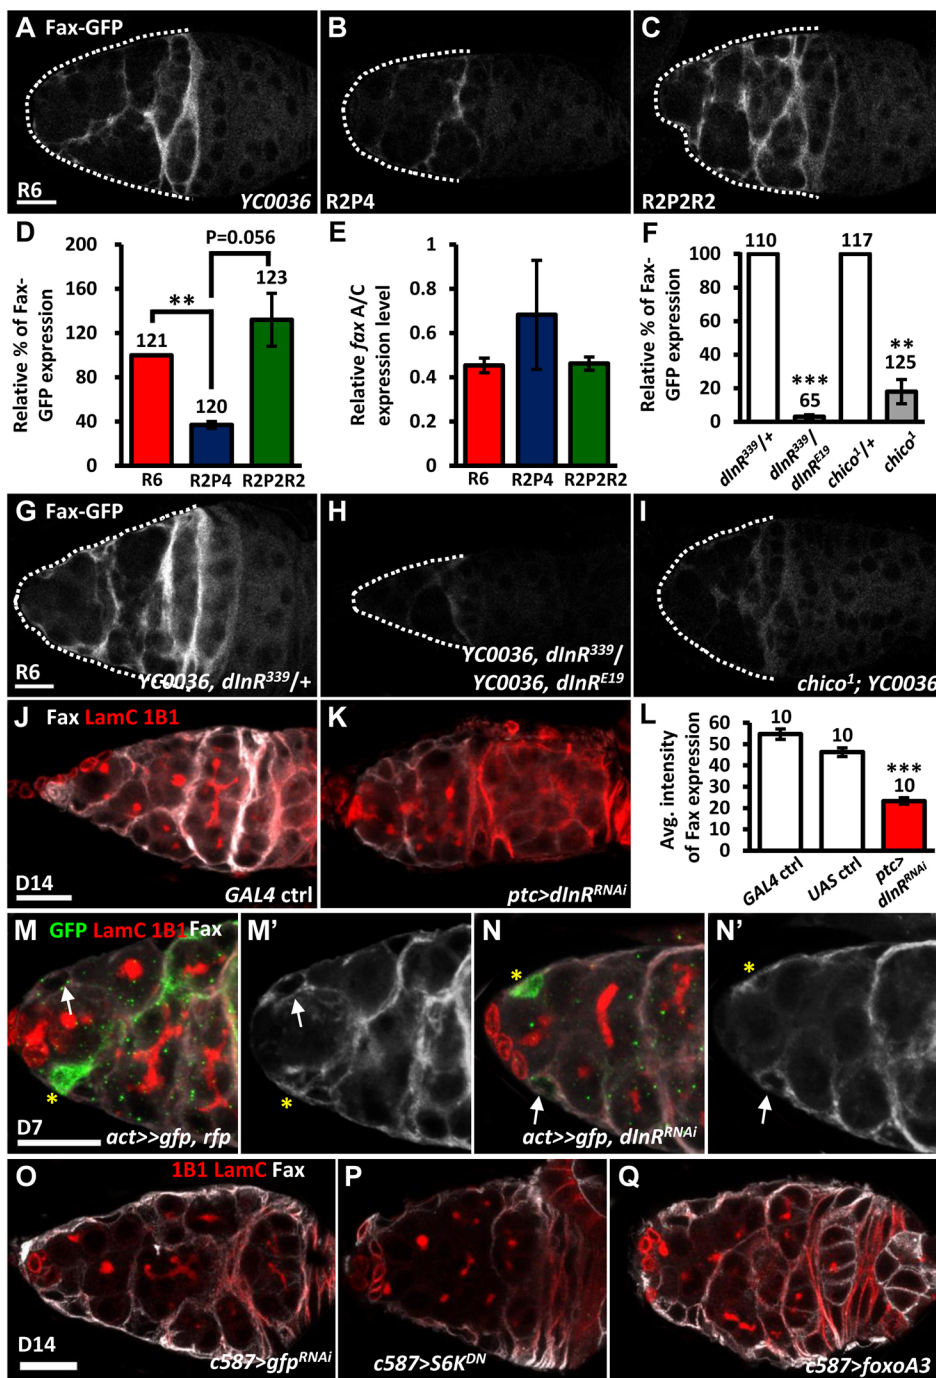 A Fax-GFP
R6
YC0036
B
R2P4
C
R2P2R2
D
Relative % of Fax-
GFP expression
200
160
120
80
40
0
P=0.056
**
121
120
123
R6 R2P4 R2P2R2
E
Relative fax A/C
expression level
1
0.8
0.6
0.4
0.2
0
R6 R2P4 R2P2R2
F
Relative % of Fax-
GFP expression
100
80
60
40
20
0
110
***
65
117
**
125
dInR339/+
dInR339/
dInRE19
chico1/+
chico1
G Fax-GFP
R6
YC0036, dInR339/+
H
YC0036, dInR339/
YC0036, dInRE19
I
chico1; YC0036
J Fax LamC 1B1
D14
GAL4 ctrl
K
ptc>dInRRNAi
L
Avg. intensity
of Fax expression
60
50
40
30
20
10
0
10
10
***
10
GAL4 ctrl
UAS ctrl
ptc>
dInRRNAi
M GFP LamC 1B1 Fax
*
D7
act>>gfp, rfp
M’
*
N
*
act>>gfp, dInRRNAi
N’
*
O 1B1 LamC Fax
D14
c587>gfpRNAi
P
c587>S6KDN
Q
c587>foxoA3